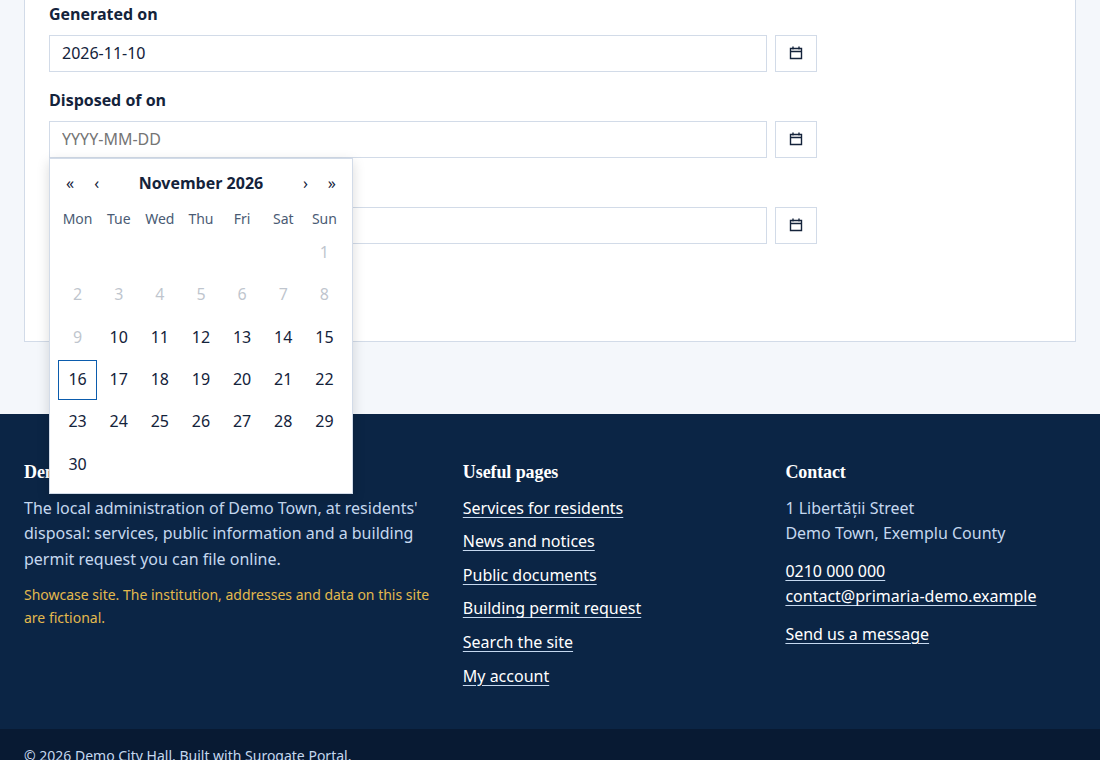 Generated on
2026-11-10
Disposed of on
YYYY-MM-DD
« ‹ November 2026 › »
Mon Tue Wed Thu Fri Sat Sun
1
2 3 4 5 6 7 8
9 10 11 12 13 14 15
16 17 18 19 20 21 22
23 24 25 26 27 28 29
30
The local administration of Demo Town, at residents'
disposal: services, public information and a building
permit request you can file online.
Showcase site. The institution, addresses and data on this site
are fictional.
Useful pages
Services for residents
News and notices
Public documents
Building permit request
Search the site
My account
Contact
1 Libertății Street
Demo Town, Exemplu County
0210 000 000
contact@primaria-demo.example
Send us a message
© 2026 Demo City Hall. Built with Surogate Portal.